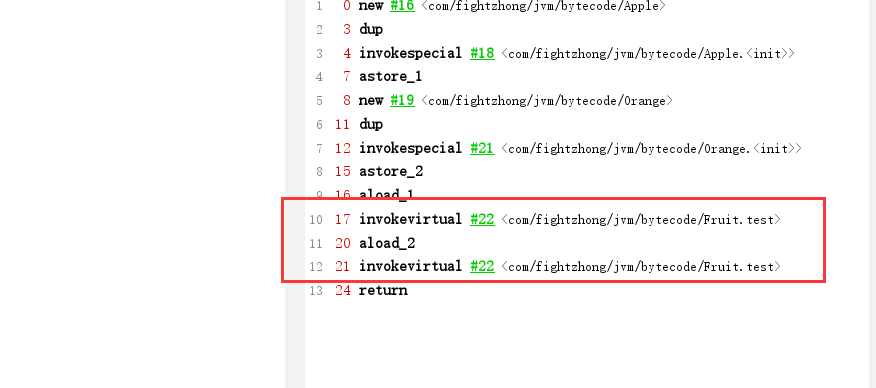 1 0 new #16 <com/fightzhong/jvm/bytecode/Apple>
2 3 dup
3 4 invokespecial #18 <com/fightzhong/jvm/bytecode/Apple.<init>>
4 7 astore_1
5 8 new #19 <com/fightzhong/jvm/bytecode/Orange>
6 11 dup
7 12 invokespecial #21 <com/fightzhong/jvm/bytecode/Orange.<init>>
8 15 astore_2
9 16 aload_1
10 17 invokevirtual #22 <com/fightzhong/jvm/bytecode/Fruit.test>
11 20 aload_2
12 21 invokevirtual #22 <com/fightzhong/jvm/bytecode/Fruit.test>
13 24 return